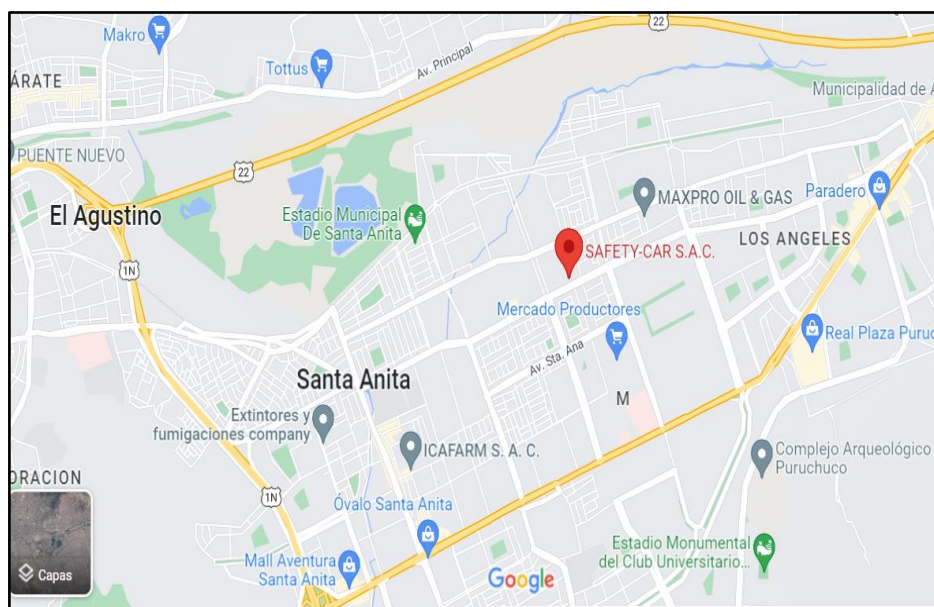 22
Makro
Tottus
Av. Principal
ÁRATE
Municipalidad de A
PUENTE NUEVO
22
MAXPRO OIL & GAS
Paradero
El Agustino
Estadio Municipal
De Santa Anita
LOS ANGELES
SAFETY-CAR S.A.C.
1N
Mercado Productores
Real Plaza Puruc
Av. Sta. Ana
Santa Anita
M
Extintores y
fumigaciones company
ICAFARM S. A. C.
Complejo Arqueológico
Puruchuco
ORACION
1N
Óvalo Santa Anita
Estadio Monumental
del Club Universitario...
Mall Aventura
Santa Anita
Capas
Google
1N